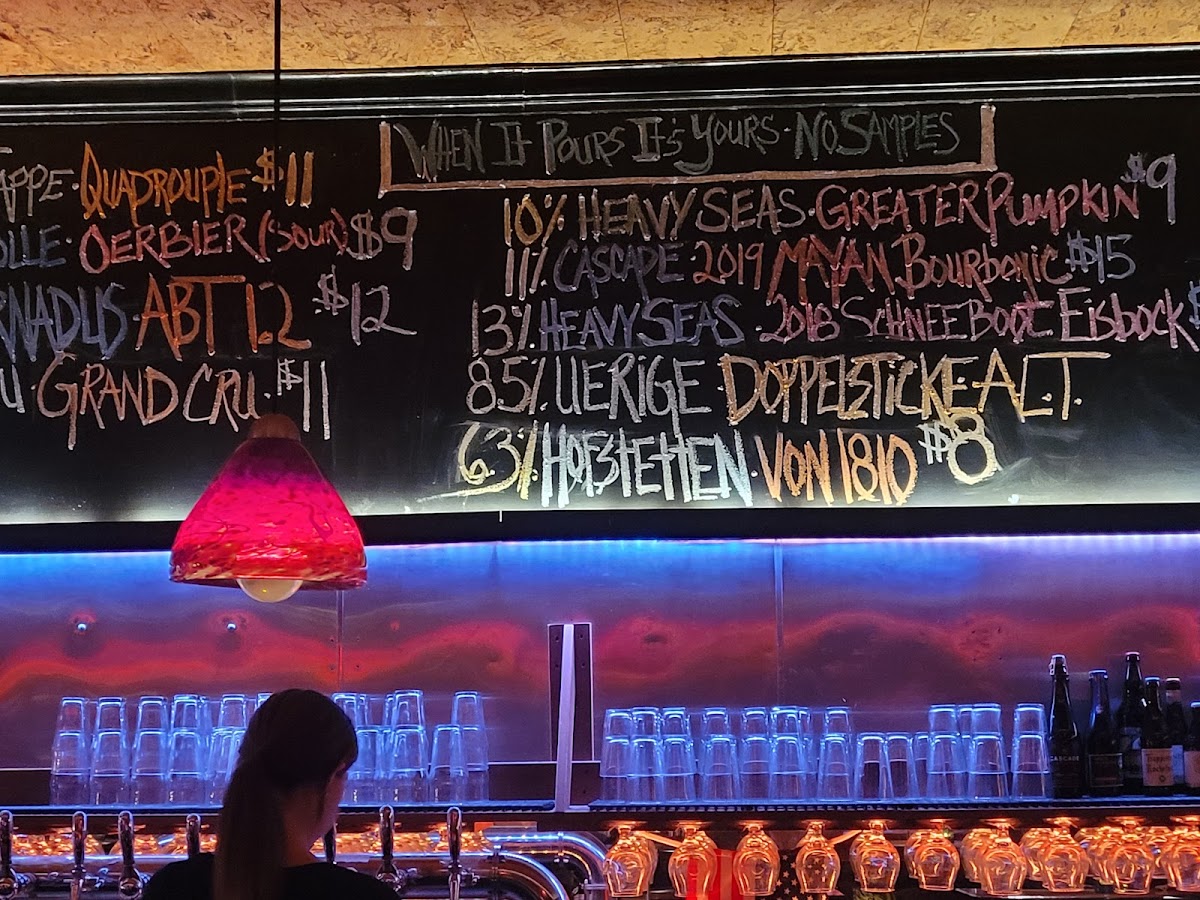 APPE · QUADROUPLE $11
OLLE · OERBIER (SOUR) $9
RNADUS · ABT 12 $12
U · GRAND CRU · $11
WHEN IT POURS IT'S YOURS · NO SAMPLES
10% HEAVY SEAS · GREATER PUMPKIN $9
11% CASCADE · 2019 MAYAN BOURBONIC · $15
13% HEAVY SEAS · 2018 SCHNEEBOOT EISBOCK $
8.5% UERIGE · DOPPELSTICKE · ALT ·
6.3% HOFSTETTEN · VON 1810 $8
CASCADE